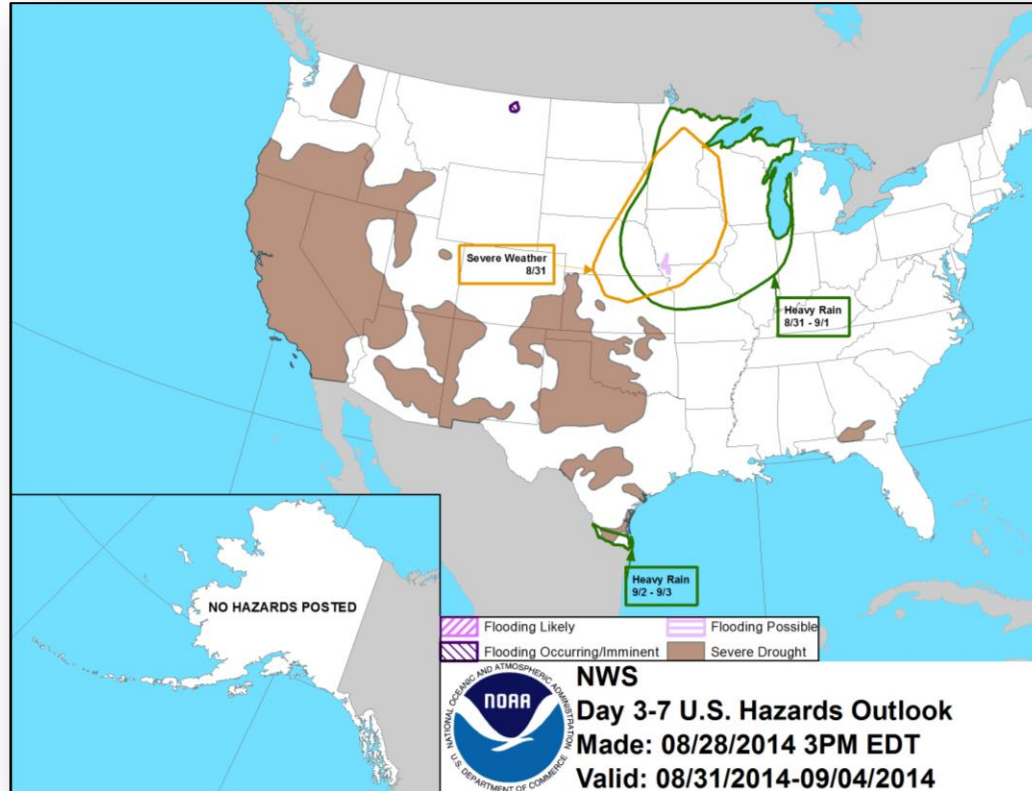 Severe Weather
8/31
Heavy Rain
8/31 - 9/1
Heavy Rain
9/2 - 9/3
NO HAZARDS POSTED
Flooding Likely
Flooding Possible
Flooding Occurring/Imminent
Severe Drought
NATIONAL OCEANIC AND ATMOSPHERIC ADMINISTRATION
NOAA
U.S. DEPARTMENT OF COMMERCE
NWS
Day 3-7 U.S. Hazards Outlook
Made: 08/28/2014 3PM EDT
Valid: 08/31/2014-09/04/2014